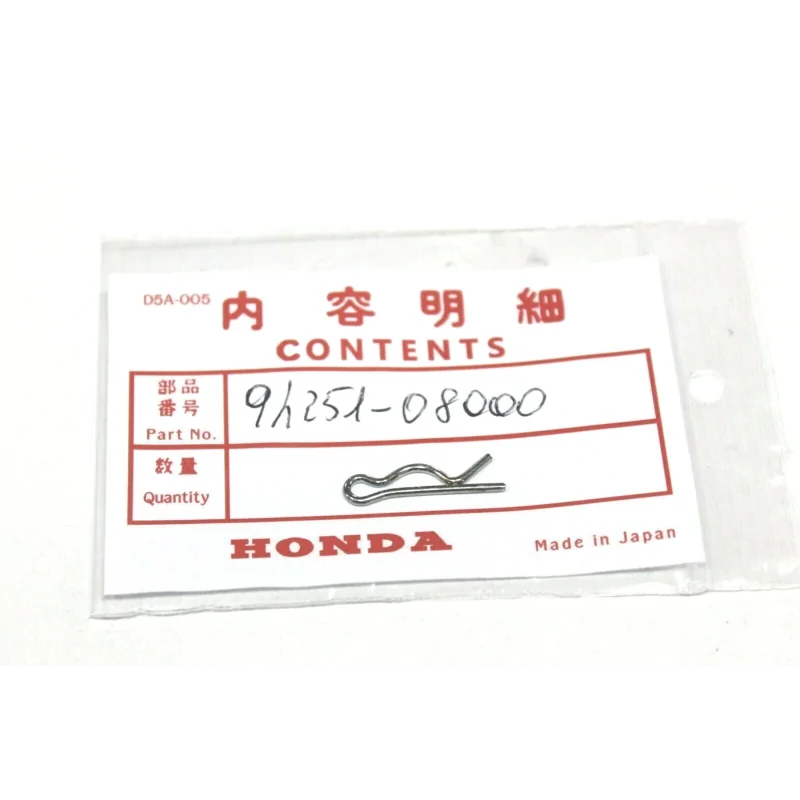 D5A-005
内容明細
CONTENTS
部品
番号
Part No.
94251-08000
数量
Quantity
HONDA
Made in Japan